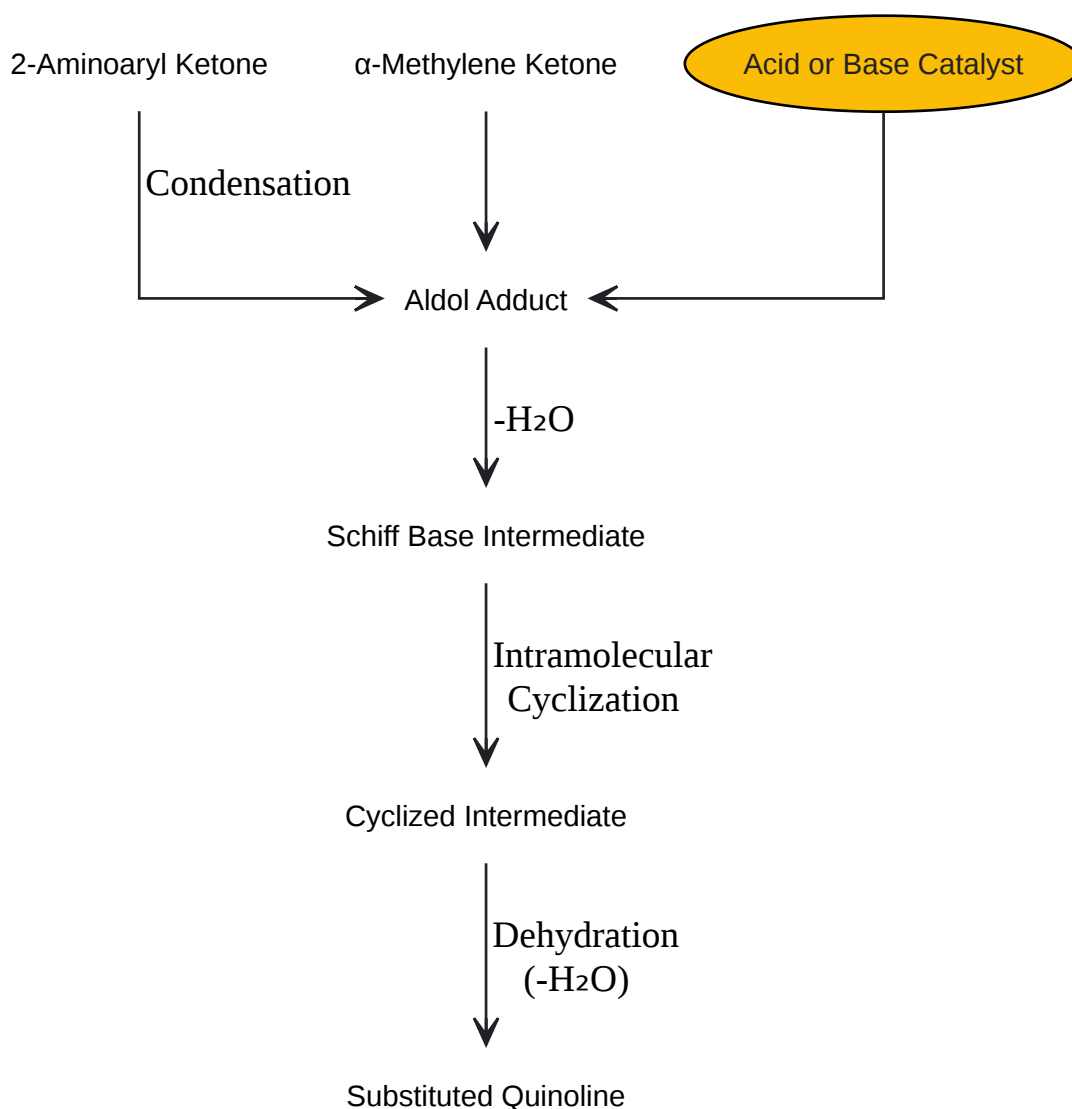 2-Aminoaryl Ketone
α-Methylene Ketone
Acid or Base Catalyst
Condensation
Aldol Adduct
-H₂O
Schiff Base Intermediate
Intramolecular
Cyclization
Cyclized Intermediate
Dehydration
(-H₂O)
Substituted Quinoline